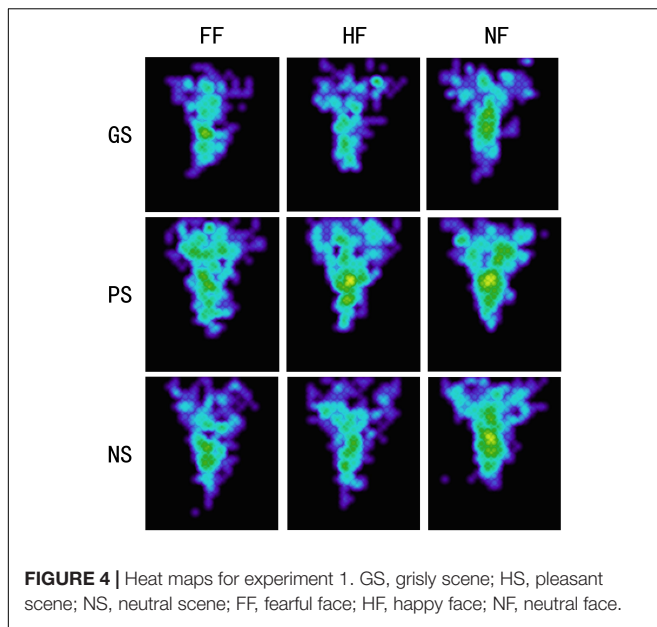 FF HF NF
GS
PS
NS
FIGURE 4 | Heat maps for experiment 1. GS, grisly scene; HS, pleasant
scene; NS, neutral scene; FF, fearful face; HF, happy face; NF, neutral face.